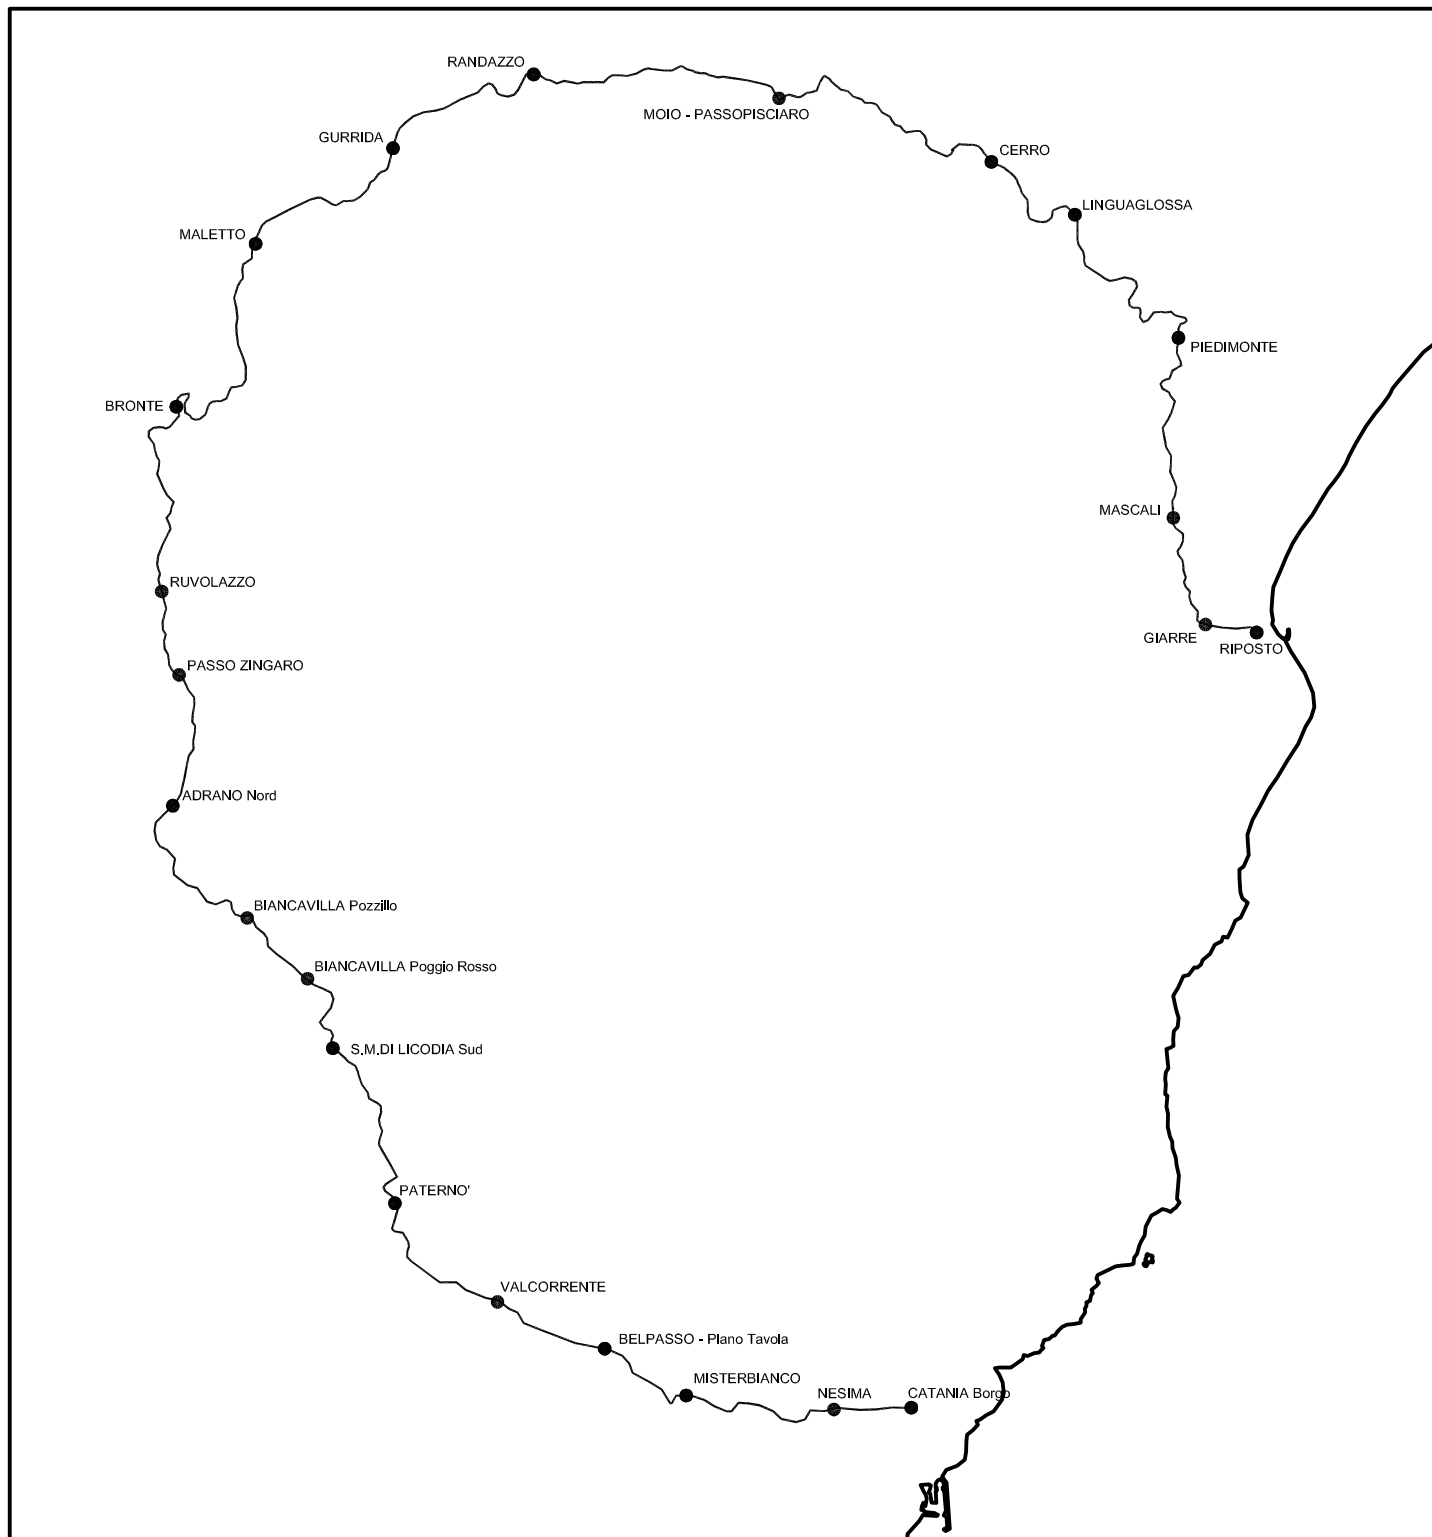 RANDAZZO
MOIO - PASSOPISCIARO
GURRIDA
CERRO
LINGUAGLOSSA
MALETTO
PIEDIMONTE
BRONTE
MASCALI
RUVOLAZZO
GIARRE
RIPOSTO
PASSO ZINGARO
ADRANO Nord
BIANCAVILLA Pozzillo
BIANCAVILLA Poggio Rosso
S.M.DI LICODIA Sud
PATERNO'
VALCORRENTE
BELPASSO - Piano Tavola
MISTERBIANCO
NESIMA
CATANIA Borgo